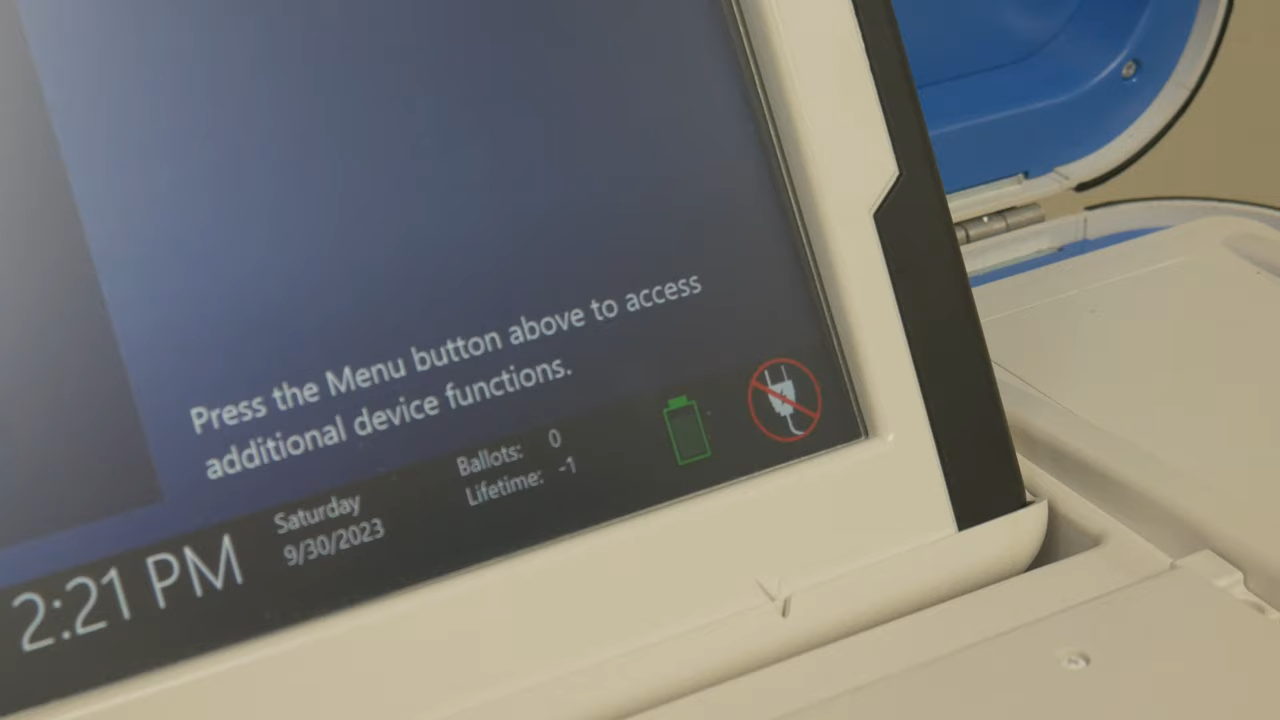 Press the Menu button above to access
additional device functions.
2:21 PM
Saturday
9/30/2023
Ballots: 0
Lifetime: -1